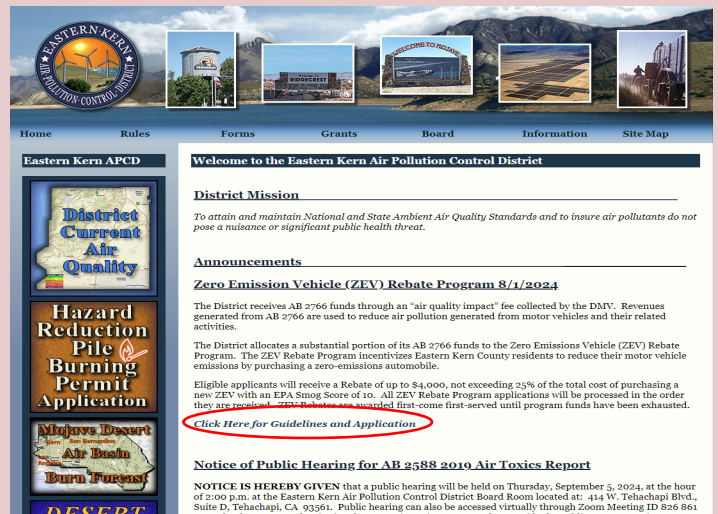 EASTERN-KERN
AIR-POLLUTION-CONTROL DISTRICT
TEHACHAPI
RIDGECREST
WELCOME TO MOJAVE
Home Rules Forms Grants Board Information Site Map
Eastern Kern APCD
District
Current
Air
Quality
Hazard
Reduction
Pile
Burning
Permit
Application
Mojave Desert
Kern San Bernardino
Los
Angeles
Air Basin
Burn Forecast
DESERT
Welcome to the Eastern Kern Air Pollution Control District
District Mission
To attain and maintain National and State Ambient Air Quality Standards and to insure air pollutants do not
pose a nuisance or significant public health threat.
Announcements
Zero Emission Vehicle (ZEV) Rebate Program 8/1/2024
The District receives AB 2766 funds through an “air quality impact” fee collected by the DMV. Revenues
generated from AB 2766 are used to reduce air pollution generated from motor vehicles and their related
activities.
The District allocates a substantial portion of its AB 2766 funds to the Zero Emissions Vehicle (ZEV) Rebate
Program. The ZEV Rebate Program incentivizes Eastern Kern County residents to reduce their motor vehicle
emissions by purchasing a zero-emissions automobile.
Eligible applicants will receive a Rebate of up to $4,000, not exceeding 25% of the total cost of purchasing a
new ZEV with an EPA Smog Score of 10. All ZEV Rebate Program applications will be processed in the order
they are received. ZEV Rebates are awarded first-come first-served until program funds have been exhausted.
Click Here for Guidelines and Application
Notice of Public Hearing for AB 2588 2019 Air Toxics Report
NOTICE IS HEREBY GIVEN that a public hearing will be held on Thursday, September 5, 2024, at the hour
of 2:00 p.m. at the Eastern Kern Air Pollution Control District Board Room located at: 414 W. Tehachapi Blvd.,
Suite D, Tehachapi, CA 93561. Public hearing can also be accessed virtually through Zoom Meeting ID 826 861